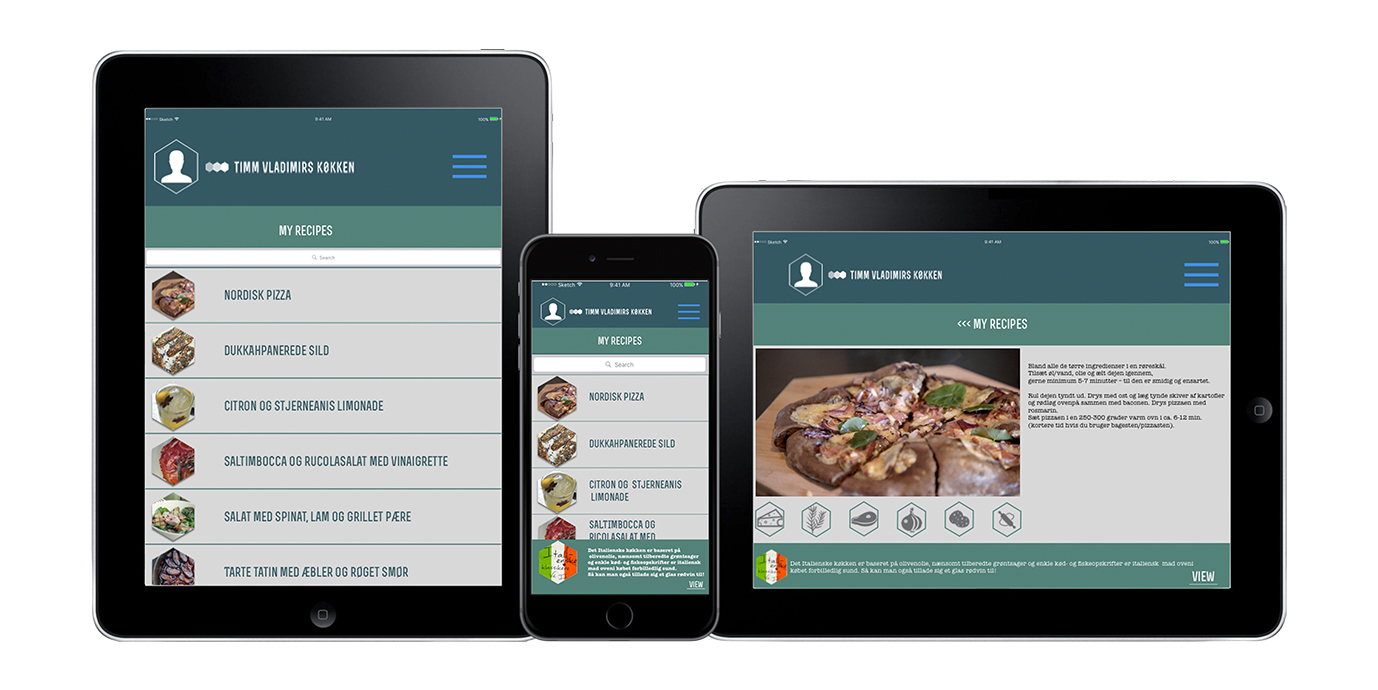 Sketch
9:41 AM
100%
TIMM VLADIMIRS KØKKEN
MY RECIPES
Search
NORDISK PIZZA
DUKKAHPANEREDE SILD
CITRON OG STJERNEANIS LIMONADE
SALTIMBOCCA OG RUCOLASALAT MED VINAIGRETTE
SALAT MED SPINAT, LAM OG GRILLET PÆRE
TARTE TATIN MED ÆBLER OG RØGET SMØR
Sketch
9:41 AM
100%
TIMM VLADIMIRS KØKKEN
MY RECIPES
Search
NORDISK PIZZA
DUKKAHPANEREDE SILD
CITRON OG STJERNEANIS
LIMONADE
SALTIMBOCCA OG
RICOLASALAT MED
Ital-
Det Italienske køkken er baseret på
olivenolie, nænsomt tilberedte grøntsager
og enkle kød- og fiskeopskrifter er italiensk
mad oveni købet forbilledlig sund.
Så kan man også tillade sig et glas rødvin til!
VIEW
Sketch
9:41 AM
100%
TIMM VLADIMIRS KØKKEN
<<< MY RECIPES
Bland alle de tørre ingredienser i en røreskål.
Tilsæt øl/vand, olie og ælt dejen igennem,
gerne minimum 5-7 minutter - til den er smidig og ensartet.
Rul dejen tyndt ud. Drys med ost og læg tynde skiver af kartofler
og rødløg ovenpå sammen med baconen. Drys pizzaen med
rosmarin.
Sæt pizzaen i en 250-300 grader varm ovn i ca. 6-12 min.
(kortere tid hvis du bruger bagesten/pizzasten).
Det Italienske køkken er baseret på olivenolie, nænsomt tilberedte grøntsager og enkle kød- og fiskeopskrifter er italiensk mad oveni
købet forbilledlig sund. Så kan man også tillade sig et glas rødvin til!
VIEW